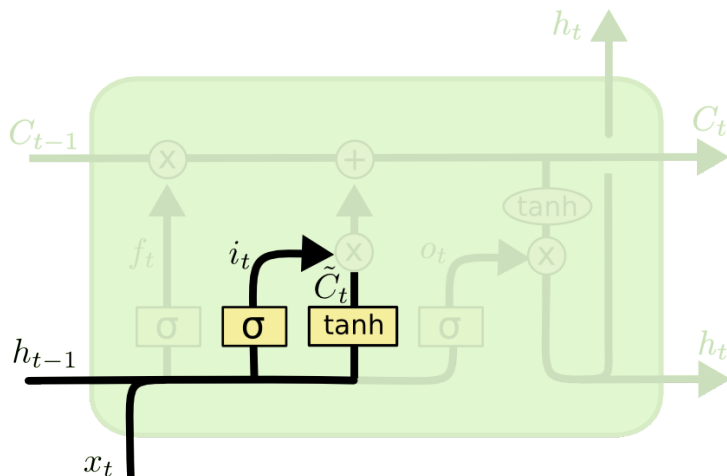 h_t
C_{t-1}
C_t
x
+
tanh
f_t
i_t
x
o_t
x
C̃_t
σ
σ
tanh
σ
h_{t-1}
h_t
x_t